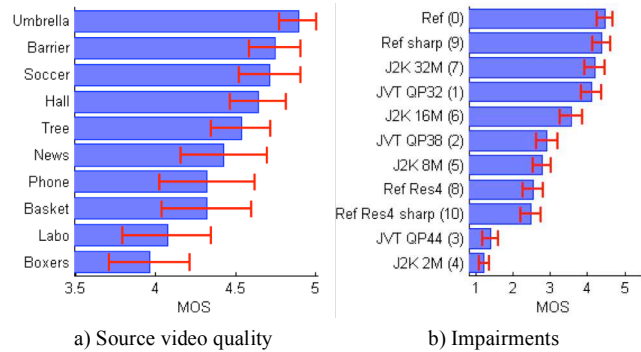 Umbrella
Barrier
Soccer
Hall
Tree
News
Phone
Basket
Labo
Boxers
3.5 4 4.5 5
MOS
a) Source video quality
Ref (0)
Ref sharp (9)
J2K 32M (7)
JVT QP32 (1)
J2K 16M (6)
JVT QP38 (2)
J2K 8M (5)
Ref Res4 (8)
Ref Res4 sharp (10)
JVT QP44 (3)
J2K 2M (4)
1 2 3 4 5
MOS
b) Impairments